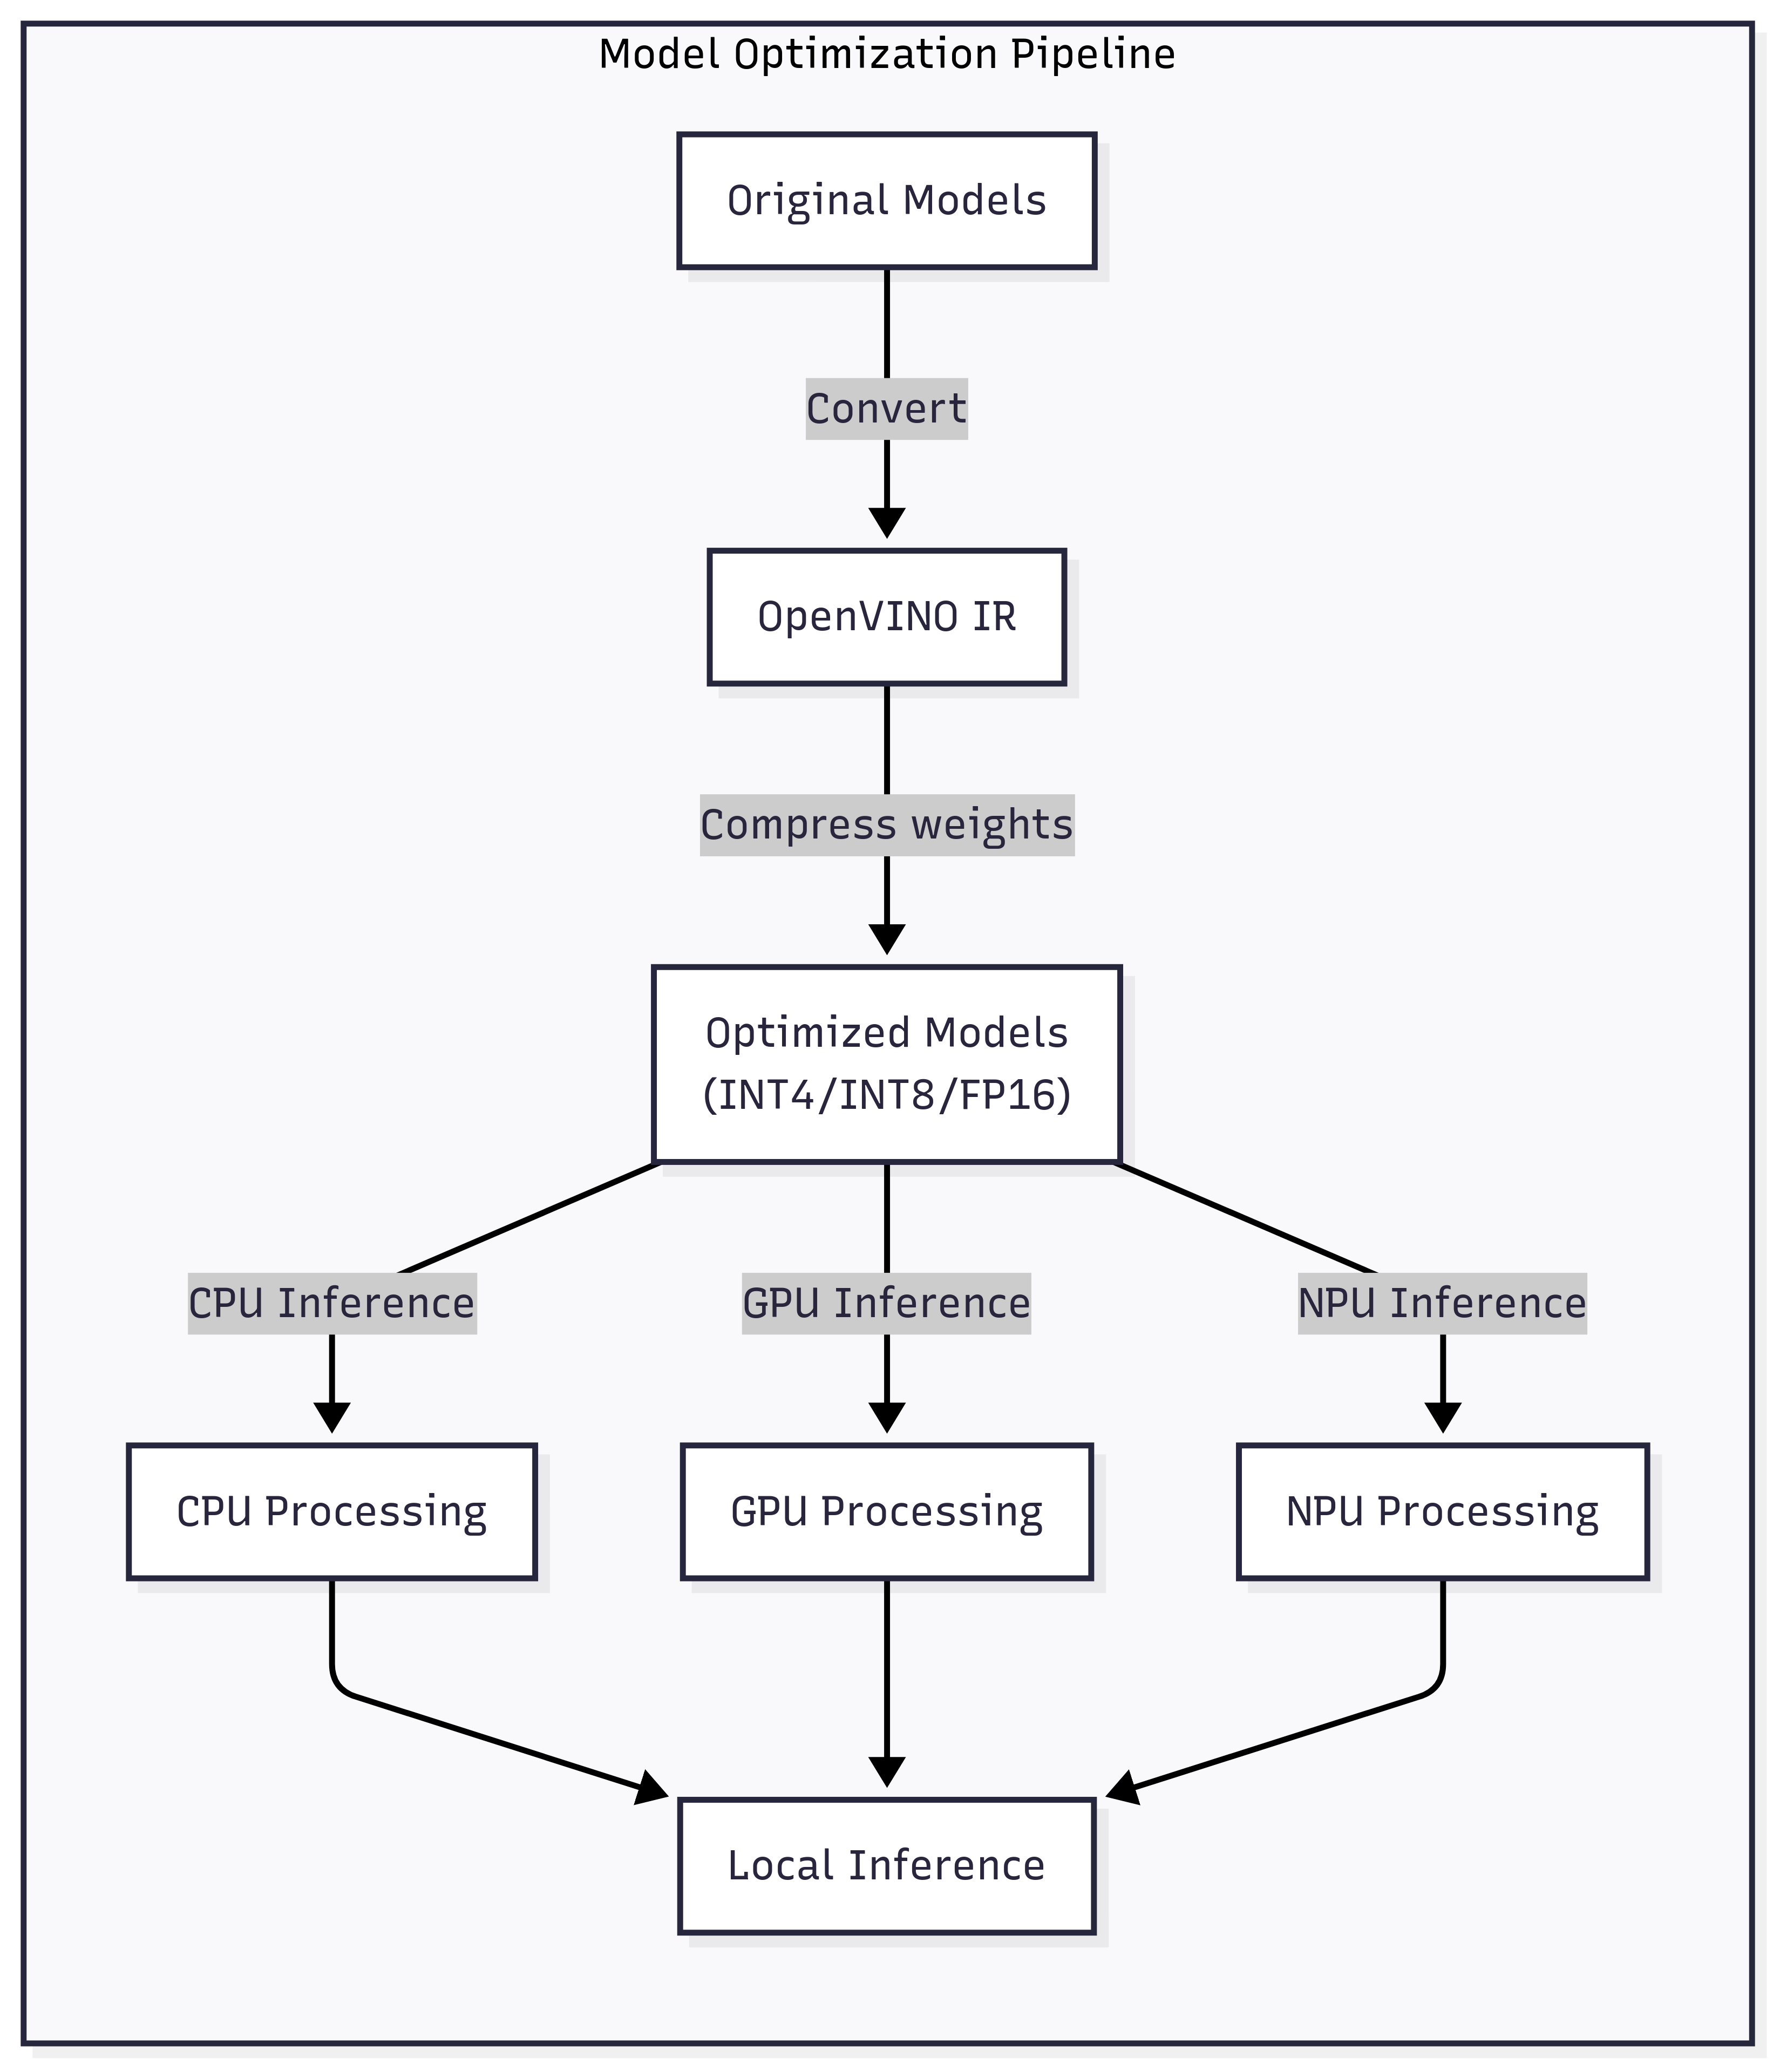 Model Optimization Pipeline
Original Models
Convert
OpenVINO IR
Compress weights
Optimized Models
(INT4/INT8/FP16)
CPU Inference
GPU Inference
NPU Inference
CPU Processing
GPU Processing
NPU Processing
Local Inference